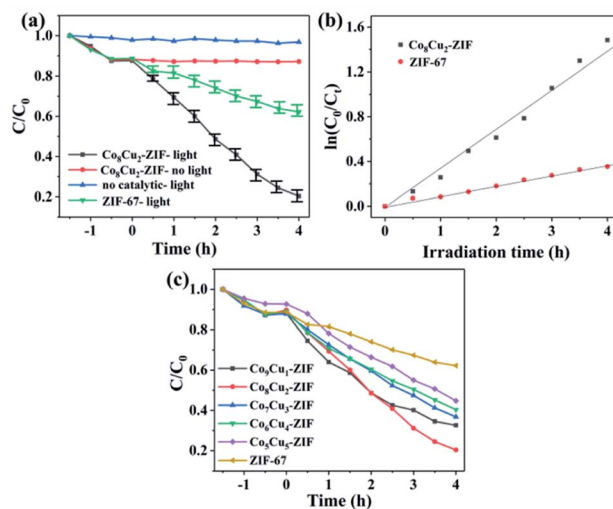 (a)
C/C₀
1.0
0.8
0.6
0.4
0.2
Co₈Cu₂-ZIF- light
Co₈Cu₂-ZIF- no light
no catalytic- light
ZIF-67- light
-1 0 1 2 3 4
Time (h)
(b)
ln(C₀/Cₜ)
1.6
1.2
0.8
0.4
0.0
Co₈Cu₂-ZIF
ZIF-67
0 1 2 3 4
Irradiation time (h)
(c)
C/C₀
1.0
0.8
0.6
0.4
0.2
Co₉Cu₁-ZIF
Co₈Cu₂-ZIF
Co₇Cu₃-ZIF
Co₆Cu₄-ZIF
Co₅Cu₅-ZIF
ZIF-67
-1 0 1 2 3 4
Time (h)